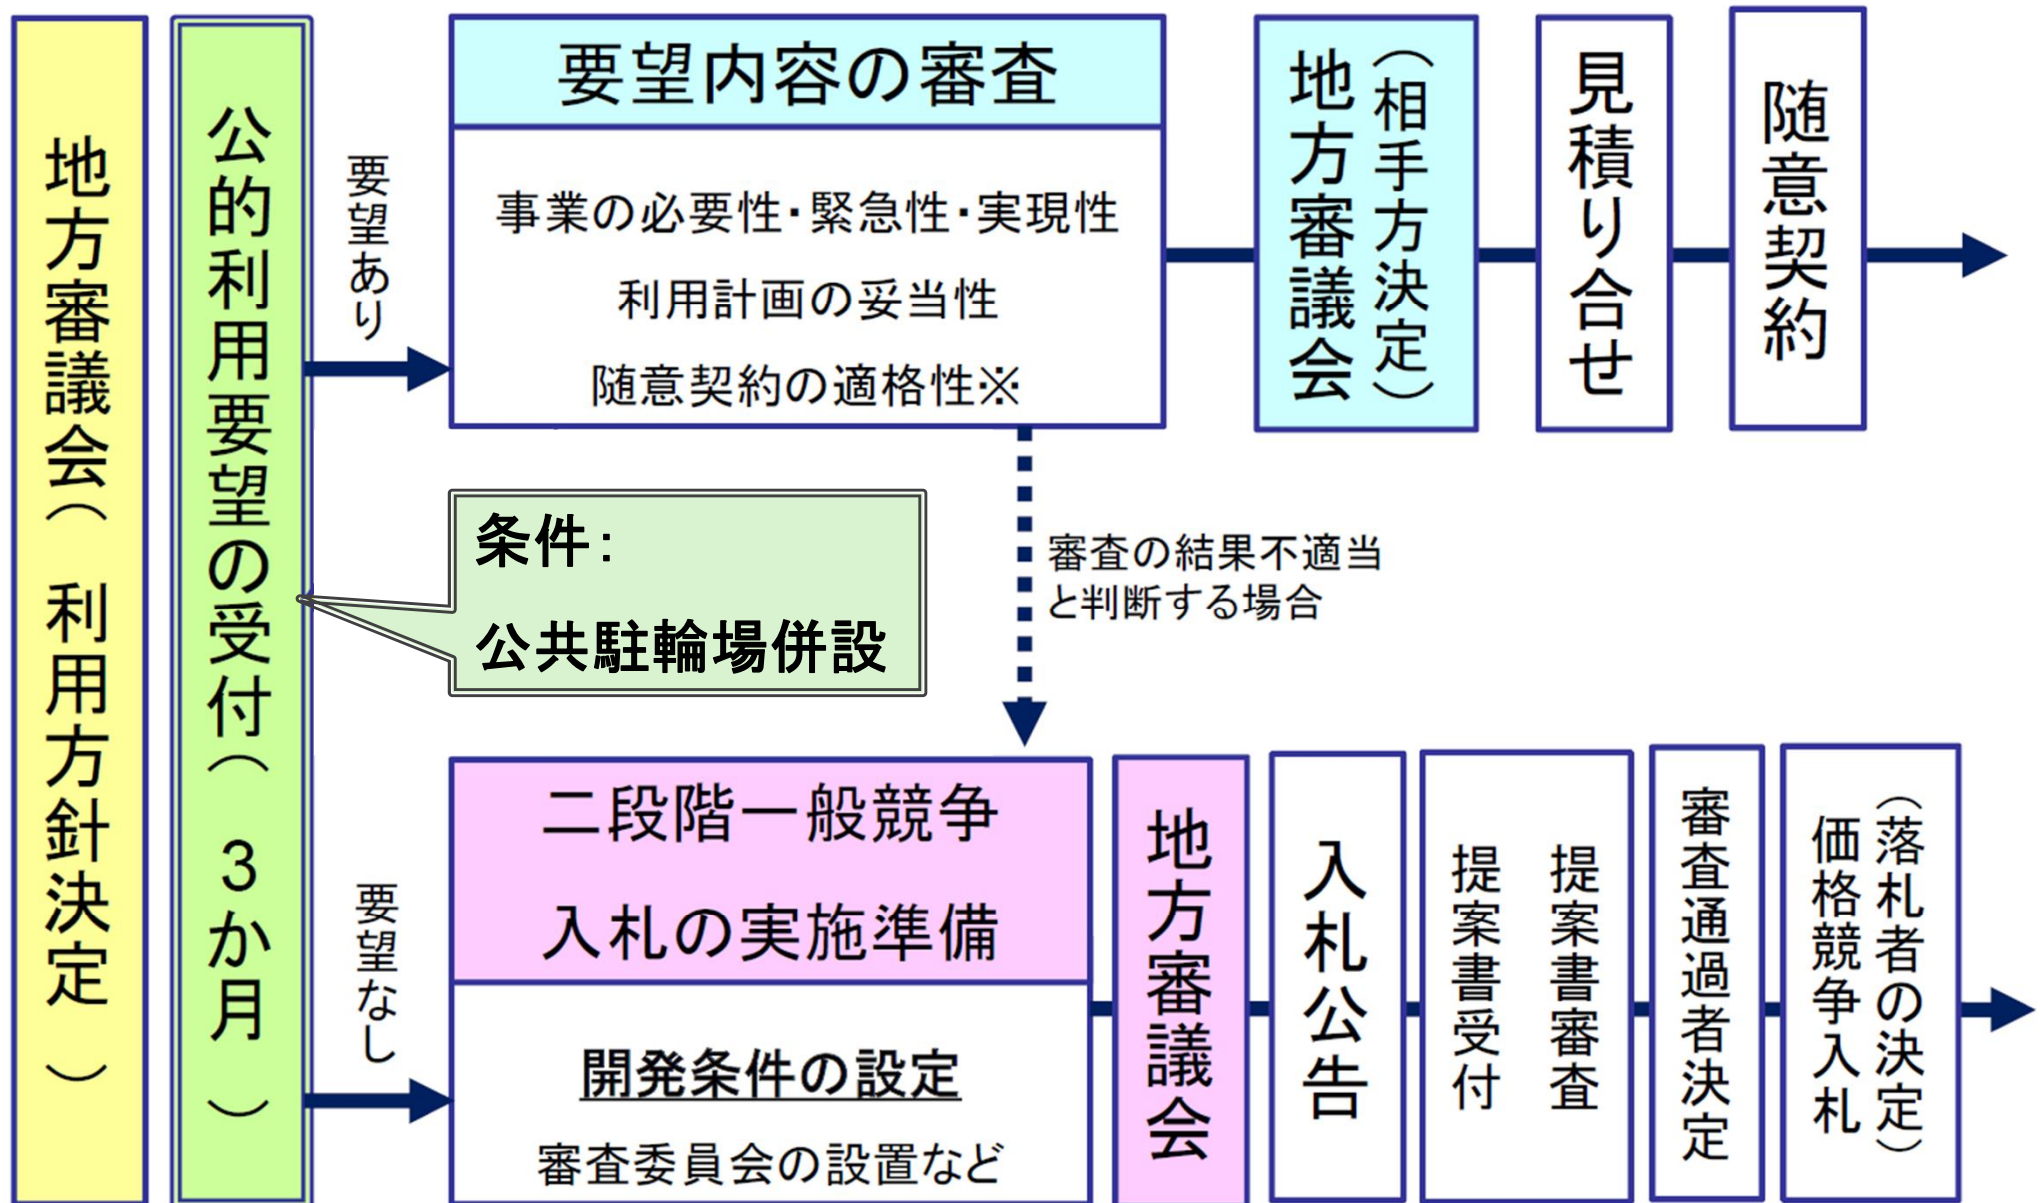 地方審議会（利用方針決定）
公的利用要望の受付（３か月）
要望あり
要望内容の審査
事業の必要性・緊急性・実現性
利用計画の妥当性
随意契約の適格性※
地方審議会
（相手方決定）
見積り合せ
随意契約
条件：
公共駐輪場併設
審査の結果不適当
と判断する場合
要望なし
二段階一般競争
入札の実施準備
開発条件の設定
審査委員会の設置など
地方審議会
入札公告
提案書受付
提案書審査
審査通過者決定
価格競争入札
（落札者の決定）